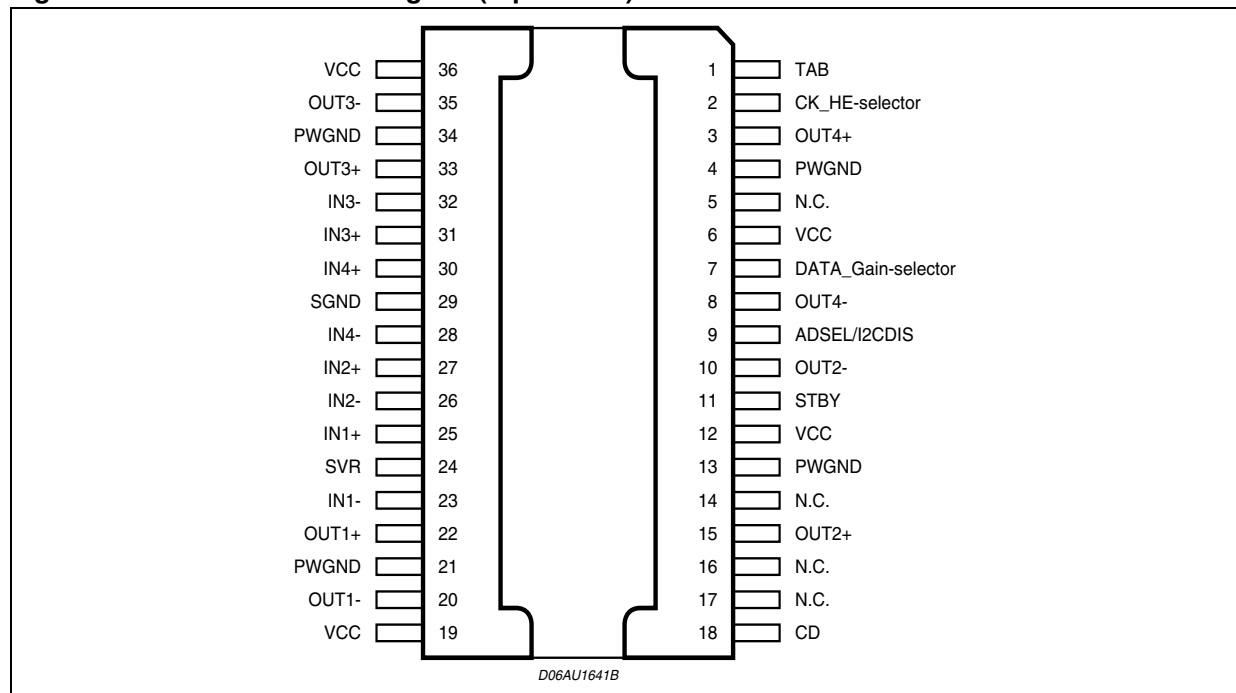 VCC 36 1 TAB
OUT3- 35 2 CK_HE-selector
PWGND 34 3 OUT4+
OUT3+ 33 4 PWGND
IN3- 32 5 N.C.
IN3+ 31 6 VCC
IN4+ 30 7 DATA_Gain-selector
SGND 29 8 OUT4-
IN4- 28 9 ADSEL/I2CDIS
IN2+ 27 10 OUT2-
IN2- 26 11 STBY
IN1+ 25 12 VCC
SVR 24 13 PWGND
IN1- 23 14 N.C.
OUT1+ 22 15 OUT2+
PWGND 21 16 N.C.
OUT1- 20 17 N.C.
VCC 19 18 CD
D06AU1641B